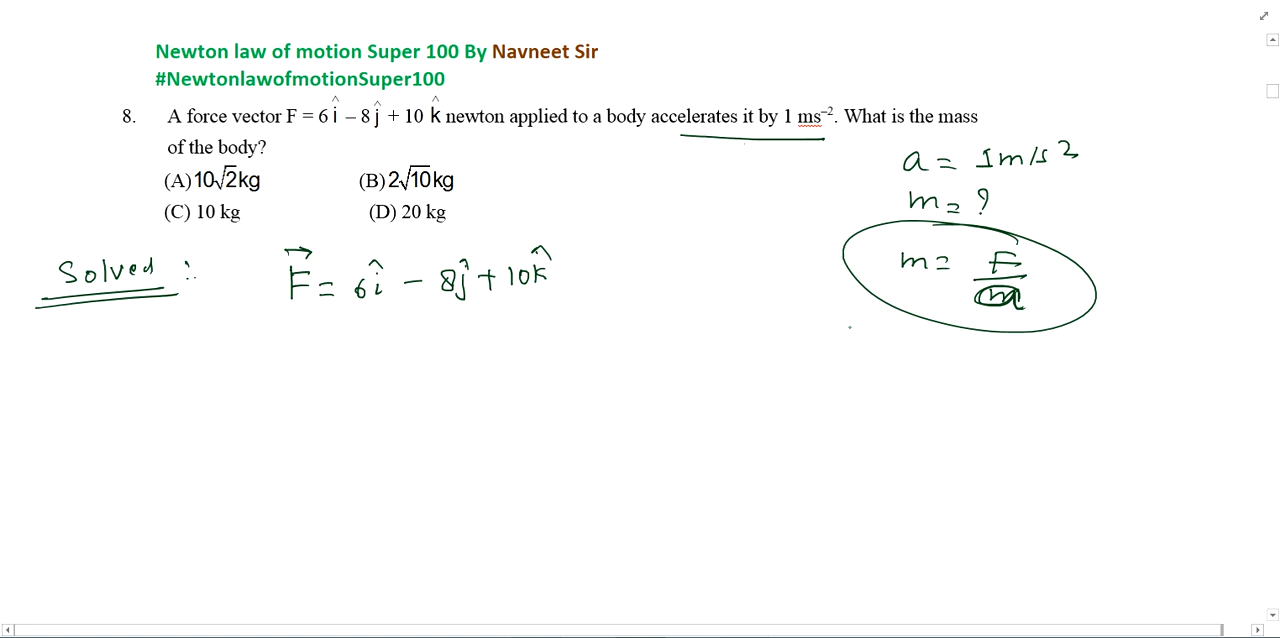 Newton law of motion Super 100 By Navneet Sir
#NewtonlawofmotionSuper100
8. A force vector F = 6 î – 8 ĵ + 10 k̂ newton applied to a body accelerates it by 1 ms⁻². What is the mass
of the body?
(A) 10√2kg (B) 2√10kg
(C) 10 kg (D) 20 kg
a = 1m/s²
m = ?
m = F/a
Solved :
F⃗ = 6î − 8ĵ + 10k̂